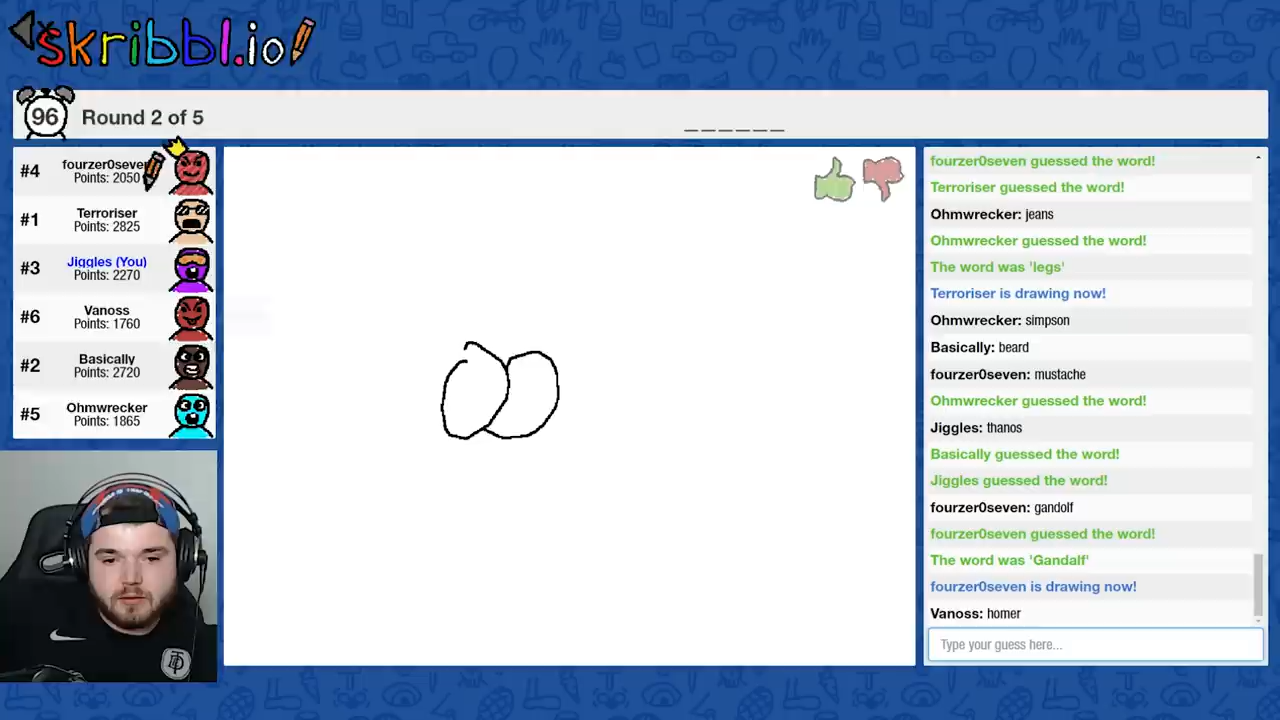 skribbl.io
96
Round 2 of 5
______
#4
fourzer0seven
Points: 2050
#1
Terroriser
Points: 2825
#3
Jiggles (You)
Points: 2270
#6
Vanoss
Points: 1760
#2
Basically
Points: 2720
#5
Ohmwrecker
Points: 1865
fourzer0seven guessed the word!
Terroriser guessed the word!
Ohmwrecker: jeans
Ohmwrecker guessed the word!
The word was 'legs'
Terroriser is drawing now!
Ohmwrecker: simpson
Basically: beard
fourzer0seven: mustache
Ohmwrecker guessed the word!
Jiggles: thanos
Basically guessed the word!
Jiggles guessed the word!
fourzer0seven: gandolf
fourzer0seven guessed the word!
The word was 'Gandalf'
fourzer0seven is drawing now!
Vanoss: homer
Type your guess here...